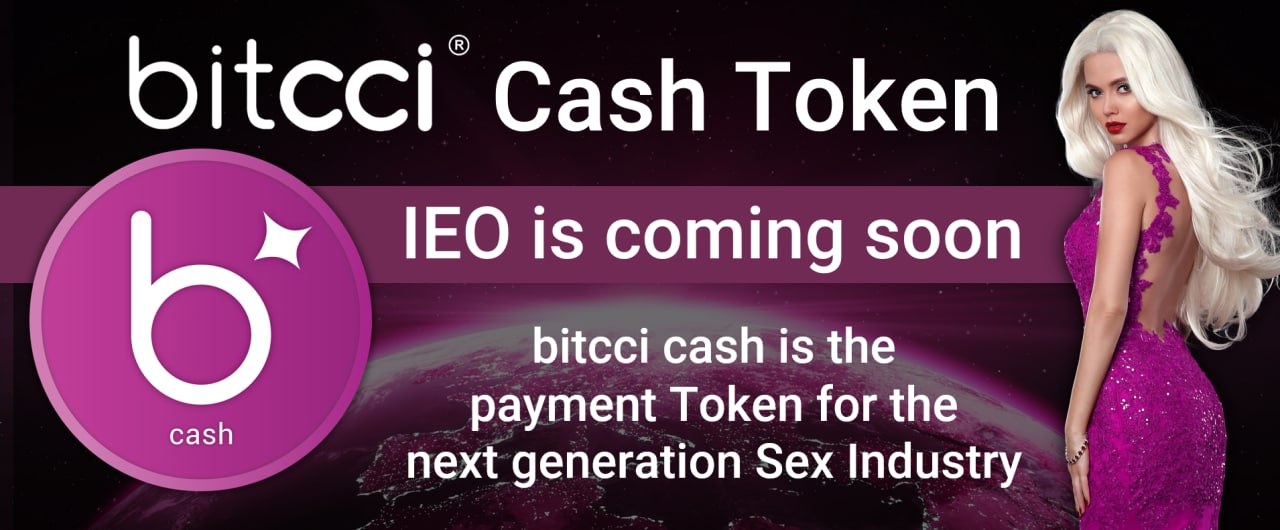 bitcci® Cash Token
IEO is coming soon
b
cash
bitcci cash is the
payment Token for the
next generation Sex Industry